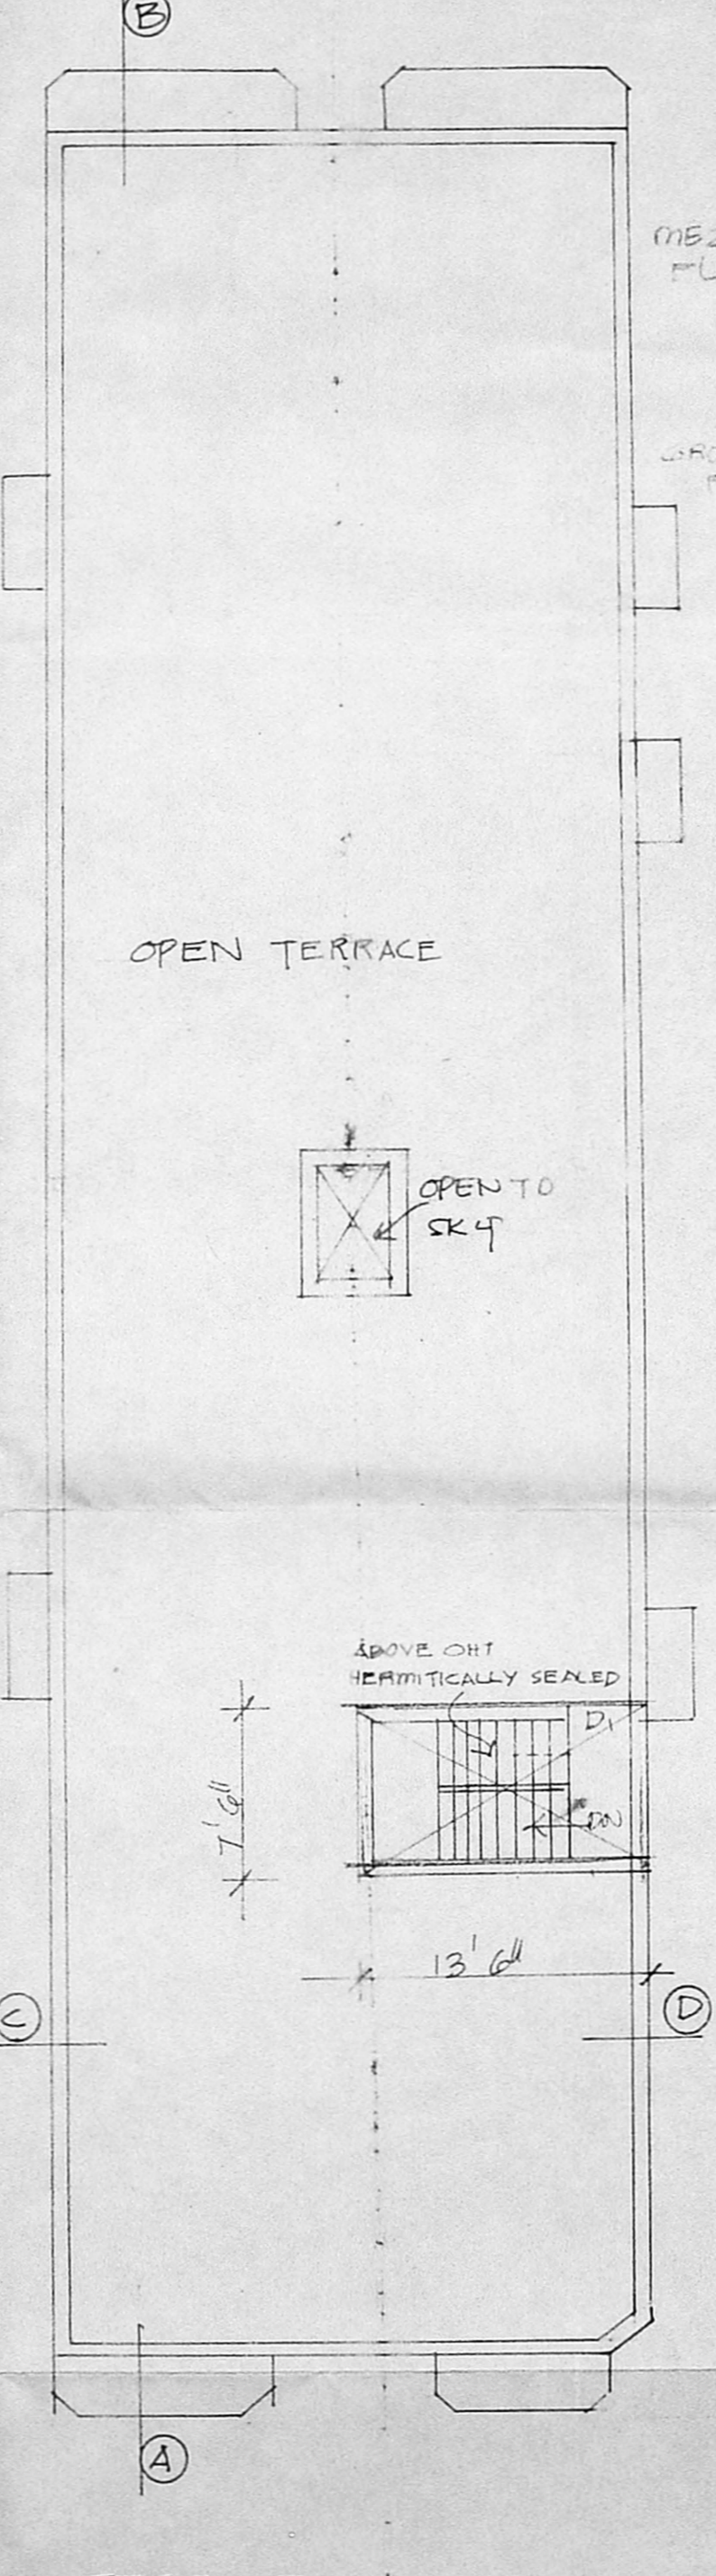 B
OPEN TERRACE
OPEN TO
SKY
ABOVE OHT
HERMITICALLY SEALED
D1
DN
7' 6"
13' 6"
C
D
A